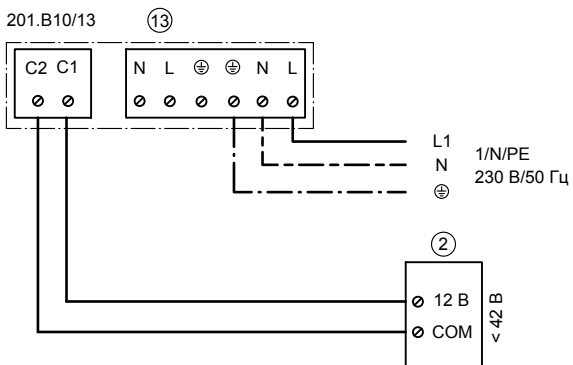 201.B10/13
13
C2 C1
N L N L
L1
N
1/N/PE
230 В/50 Гц
2
12 В
COM
< 42 В